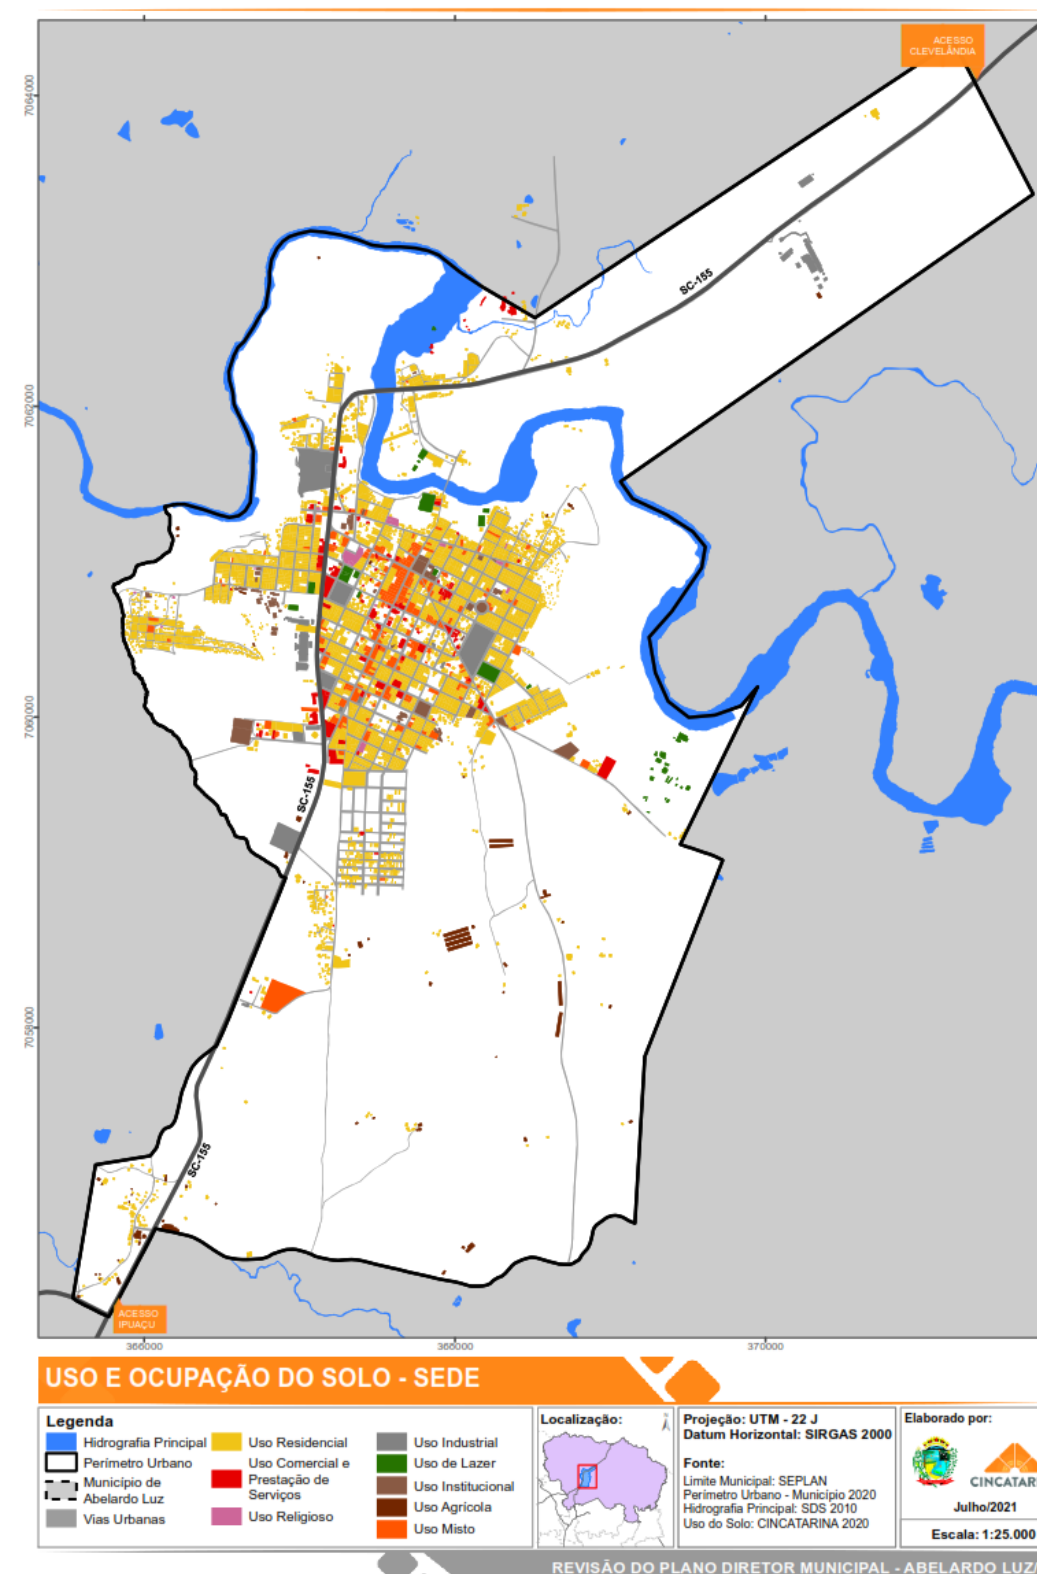 ACESSO
CLEVELÂNDIA
7064000
SC-155
7062000
7060000
SC-155
7058000
SC-155
ACESSO
IPUAÇU
366000
368000
370000
USO E OCUPAÇÃO DO SOLO - SEDE
Legenda
Hidrografia Principal
Perímetro Urbano
Município de
Abelardo Luz
Vias Urbanas
Uso Residencial
Uso Comercial e
Prestação de
Serviços
Uso Religioso
Uso Industrial
Uso de Lazer
Uso Institucional
Uso Agrícola
Uso Misto
Localização:
N
Projeção: UTM - 22 J
Datum Horizontal: SIRGAS 2000
Fonte:
Limite Municipal: SEPLAN
Perímetro Urbano - Município 2020
Hidrografia Principal: SDS 2010
Uso do Solo: CINCATARINA 2020
Elaborado por:
CINCATARI
Julho/2021
Escala: 1:25.000
REVISÃO DO PLANO DIRETOR MUNICIPAL - ABELARDO LUZ/